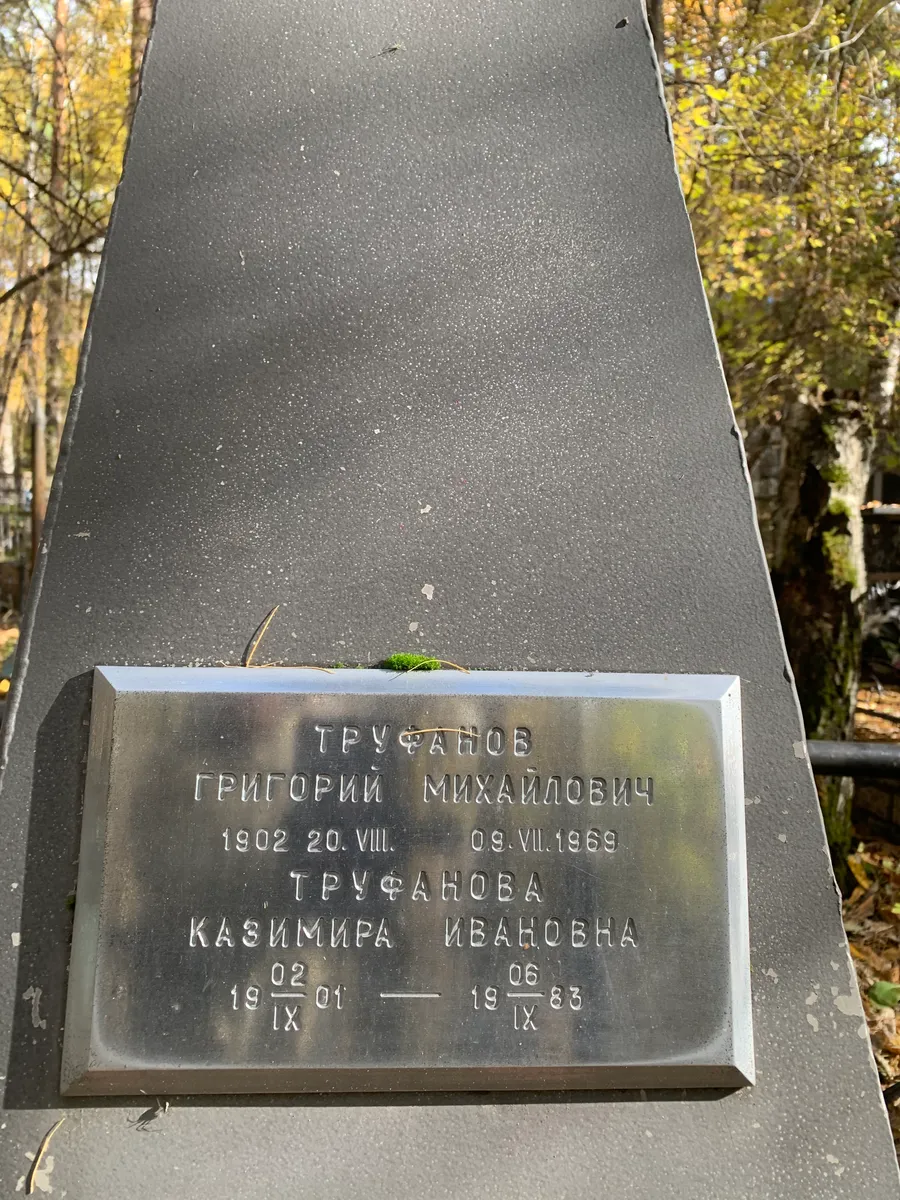 ТРУФАНОВ
ГРИГОРИЙ МИХАЙЛОВИЧ
1902 20. VIII. — 09. VII. 1969
ТРУФАНОВА
КАЗИМИРА ИВАНОВНА
19 02/IX 01 — 19 06/IX 83